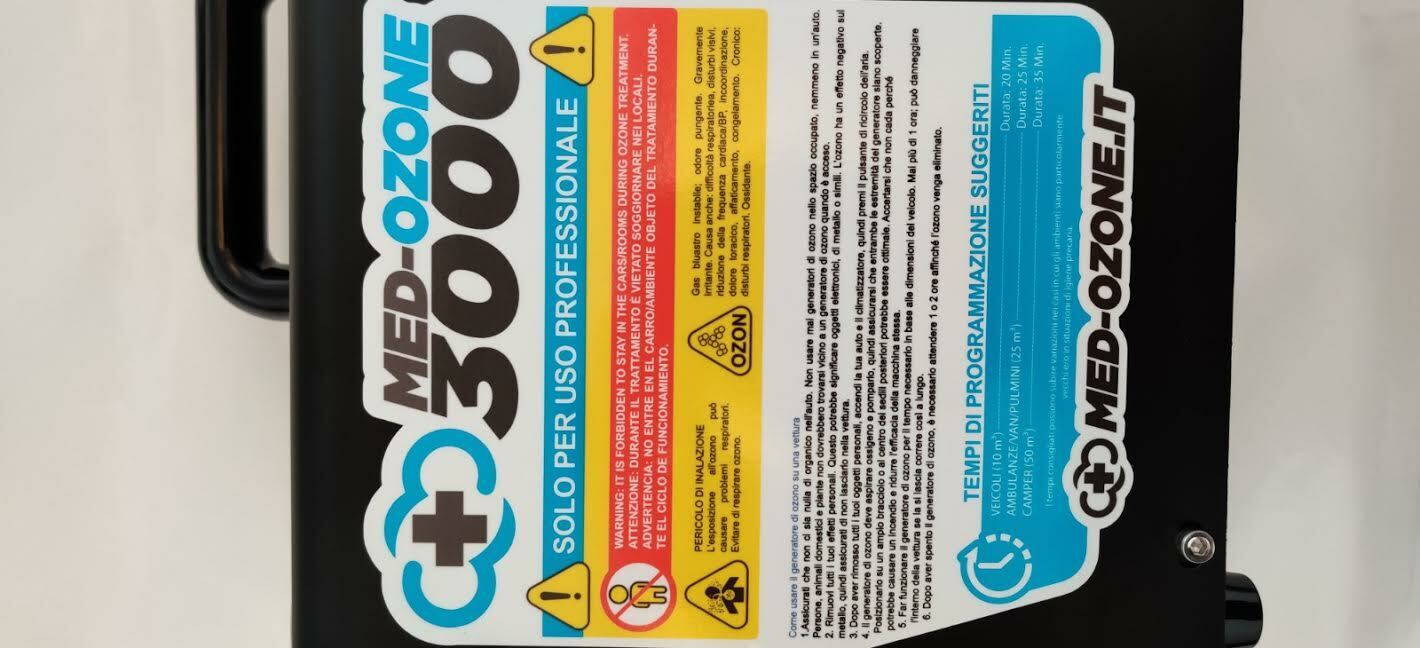 MED-OZONE
3000
SOLO PER USO PROFESSIONALE
WARNING: IT IS FORBIDDEN TO STAY IN THE CARS/ROOMS DURING OZONE TREATMENT.
ATTENZIONE: DURANTE IL TRATTAMENTO È VIETATO SOGGIORNARE NEI LOCALI.
ADVERTENCIA: NO ENTRE EN EL CARRO/AMBIENTE OBJETO DEL TRATAMIENTO DURAN-
TE EL CICLO DE FUNCIONAMIENTO.
PERICOLO DI INALAZIONE
L'esposizione all'ozono può
causare problemi respiratori.
Evitare di respirare ozono.
OZON
Gas bluastro instabile; odore pungente. Gravemente
irritante. Causa anche: difficoltà respiratoriea, disturbi visivi,
riduzione della frequenza cardiaca/BP, incoordinazione,
dolore toracico, affaticamento, congelamento. Cronico:
disturbi respiratori. Ossidante.
Come usare il generatore di ozono su una vettura
1.Assicurati che non ci sia nulla di organico nell'auto. Non usare mai generatori di ozono nello spazio occupato, nemmeno in un'auto.
Persone, animali domestici e piante non dovrebbero trovarsi vicino a un generatore di ozono quando è acceso.
2. Rimuovi tutti i tuoi effetti personali. Questo potrebbe significare oggetti elettronici, di metallo o simili. L'ozono ha un effetto negativo sul
metallo, quindi assicurati di non lasciarlo nella vettura.
3. Dopo aver rimosso tutti i tuoi oggetti personali, accendi la tua auto e il climatizzatore, quindi premi il pulsante di ricircolo dell'aria.
4. Il generatore di ozono deve aspirare ossigeno e pomparlo, quindi assicurarsi che entrambe le estremità del generatore siano scoperte.
Posizionarlo su un ampio bracciolo o al centro dei sedili posteriori potrebbe essere ottimale. Accertarsi che non cada perché
potrebbe causare un incendio e ridurre l'efficacia della macchina stessa.
5. Far funzionare il generatore di ozono per il tempo necessario in base alle dimensioni del veicolo. Mai più di 1 ora; può danneggiare
l'interno della vettura se la si lascia correre così a lungo.
6. Dopo aver spento il generatore di ozono, è necessario attendere 1 o 2 ore affinché l'ozono venga eliminato.
TEMPI DI PROGRAMMAZIONE SUGGERITI
VEICOLI (10 m³) Durata: 20 Min.
AMBULANZE/VAN/PULMINI (25 m³) Durata: 25 Min.
CAMPER (50 m³) Durata: 35 Min.
I tempi consigliati possono subire variazioni nei casi in cui gli ambienti siano particolarmente
vecchi e/o in situazione di igiene precaria.
MED-OZONE.IT